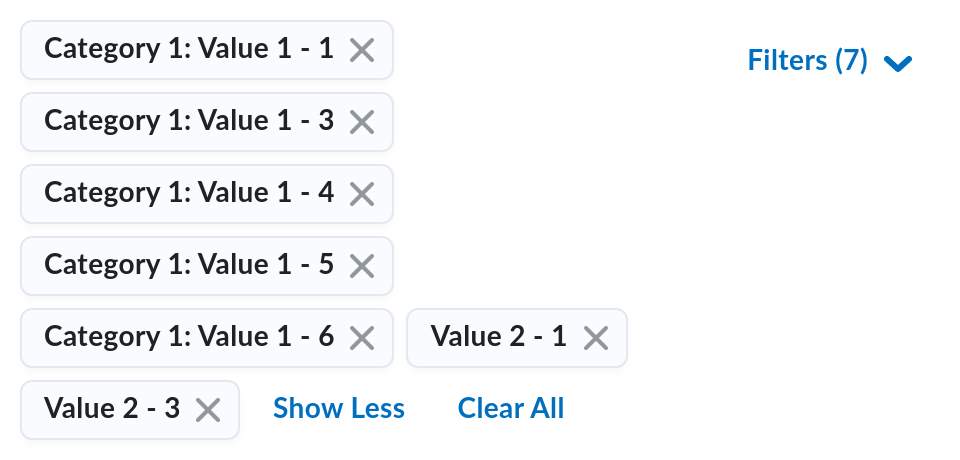 Category 1: Value 1 - 1
Filters (7)
Category 1: Value 1 - 3
Category 1: Value 1 - 4
Category 1: Value 1 - 5
Category 1: Value 1 - 6 Value 2 - 1
Value 2 - 3 Show Less Clear All